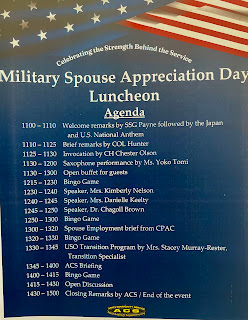 Celebrating the Strength Behind the Service
Military Spouse Appreciation Day
Luncheon
Agenda
1100 – 1110 Welcome remarks by SSG Payne followed by the Japan
and U.S. National Anthem
1110 – 1125 Brief remarks by COL Hunter
1125 – 1130 Invocation by CH Chester Olson
1130 – 1200 Saxophone performance by Ms. Yoko Tomi
1130 – 1300 Open buffet for guests
1215 – 1230 Bingo Game
1230 – 1240 Speaker, Mrs. Kimberly Nelson
1240 – 1245 Speaker, Mrs. Danielle Keelty
1245 – 1250 Speaker, Dr. Chagoll Brown
1250 – 1300 Bingo Game
1300 – 1320 Spouse Employment brief from CPAC
1320 – 1330 Bingo Game
1330 – 1345 USO Transition Program by Mrs. Stacey Murray-Rester,
Transition Specialist
1345 – 1400 ACS Briefing
1400 – 1415 Bingo Game
1415 – 1430 Open Discussion
1430 – 1500 Closing Remarks by ACS / End of the event
ACS